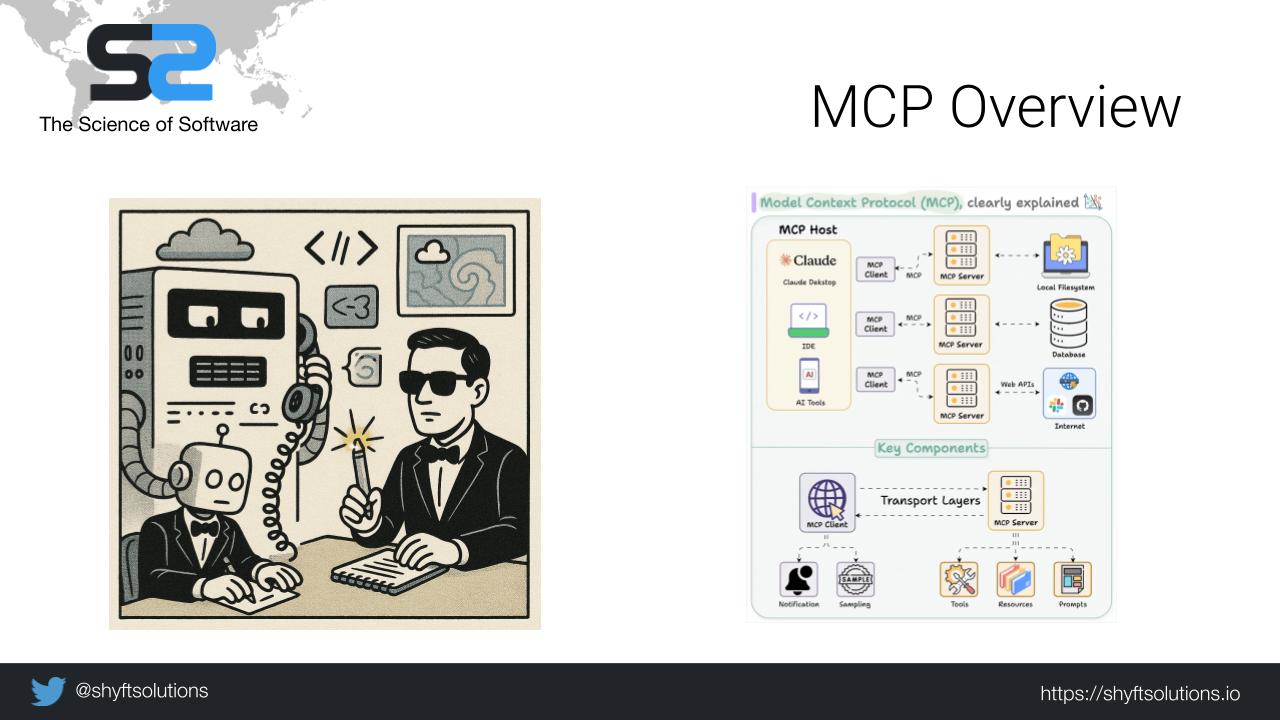 S2
The Science of Software
MCP Overview
</>
<-3
Model Context Protocol (MCP), clearly explained
MCP Host
Claude
Claude Dekstop
IDE
AI
AI Tools
MCP
Client
MCP
MCP Server
Local Filesystem
MCP
Client
MCP
MCP Server
Database
MCP
Client
MCP
MCP Server
Web APIs
Internet
Key Components
MCP Client
Transport Layers
MCP Server
Notification
SAMPLE
Sampling
Tools
Resources
Prompts
@shyftsolutions
https://shyftsolutions.io